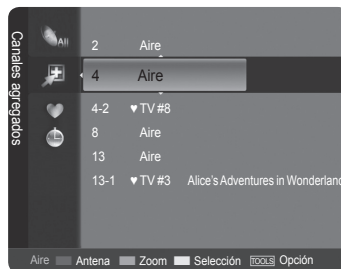 Canales agregados
All
2 Aire
4 Aire
4-2 ♥ TV #8
8 Aire
13 Aire
13-1 ♥ TV #3 Alice's Adventures in Wonderland
Aire Antena Zoom Selección TOOLS Opción